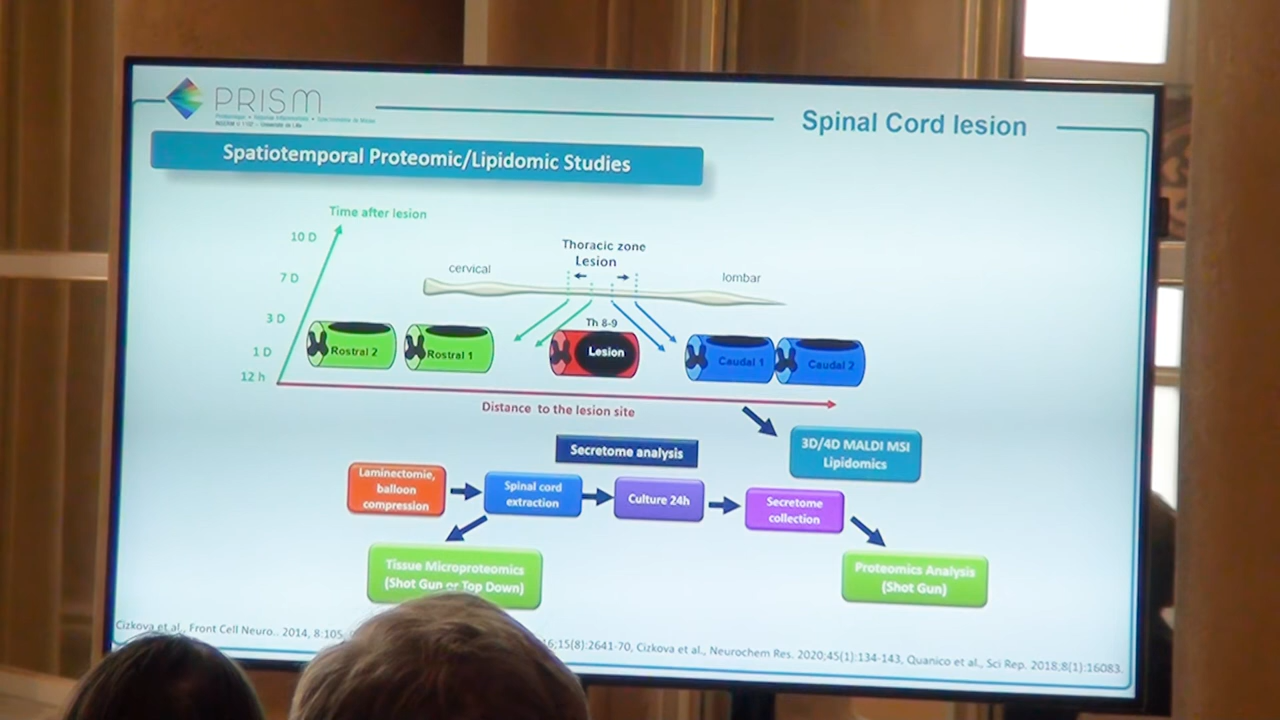 PRISM
Spinal Cord lesion
Spatiotemporal Proteomic/Lipidomic Studies
Time after lesion
10 D
7 D
3 D
1 D
12 h
cervical
Thoracic zone
Lesion
lombar
Th 8-9
Rostral 2
Rostral 1
Lesion
Caudal 1
Caudal 2
Distance to the lesion site
3D/4D MALDI MSI
Lipidomics
Secretome analysis
Laminectomie,
balloon
compression
Spinal cord
extraction
Culture 24h
Secretome
collection
Tissue Microproteomics
(Shot Gun or Top Down)
Proteomics Analysis
(Shot Gun)
Cizkova et al., Front Cell Neuro.. 2014, 8:105, 6;15(8):2641-70, Cizkova et al., Neurochem Res. 2020;45(1):134-143, Quanico et al., Sci Rep. 2018;8(1):16083.